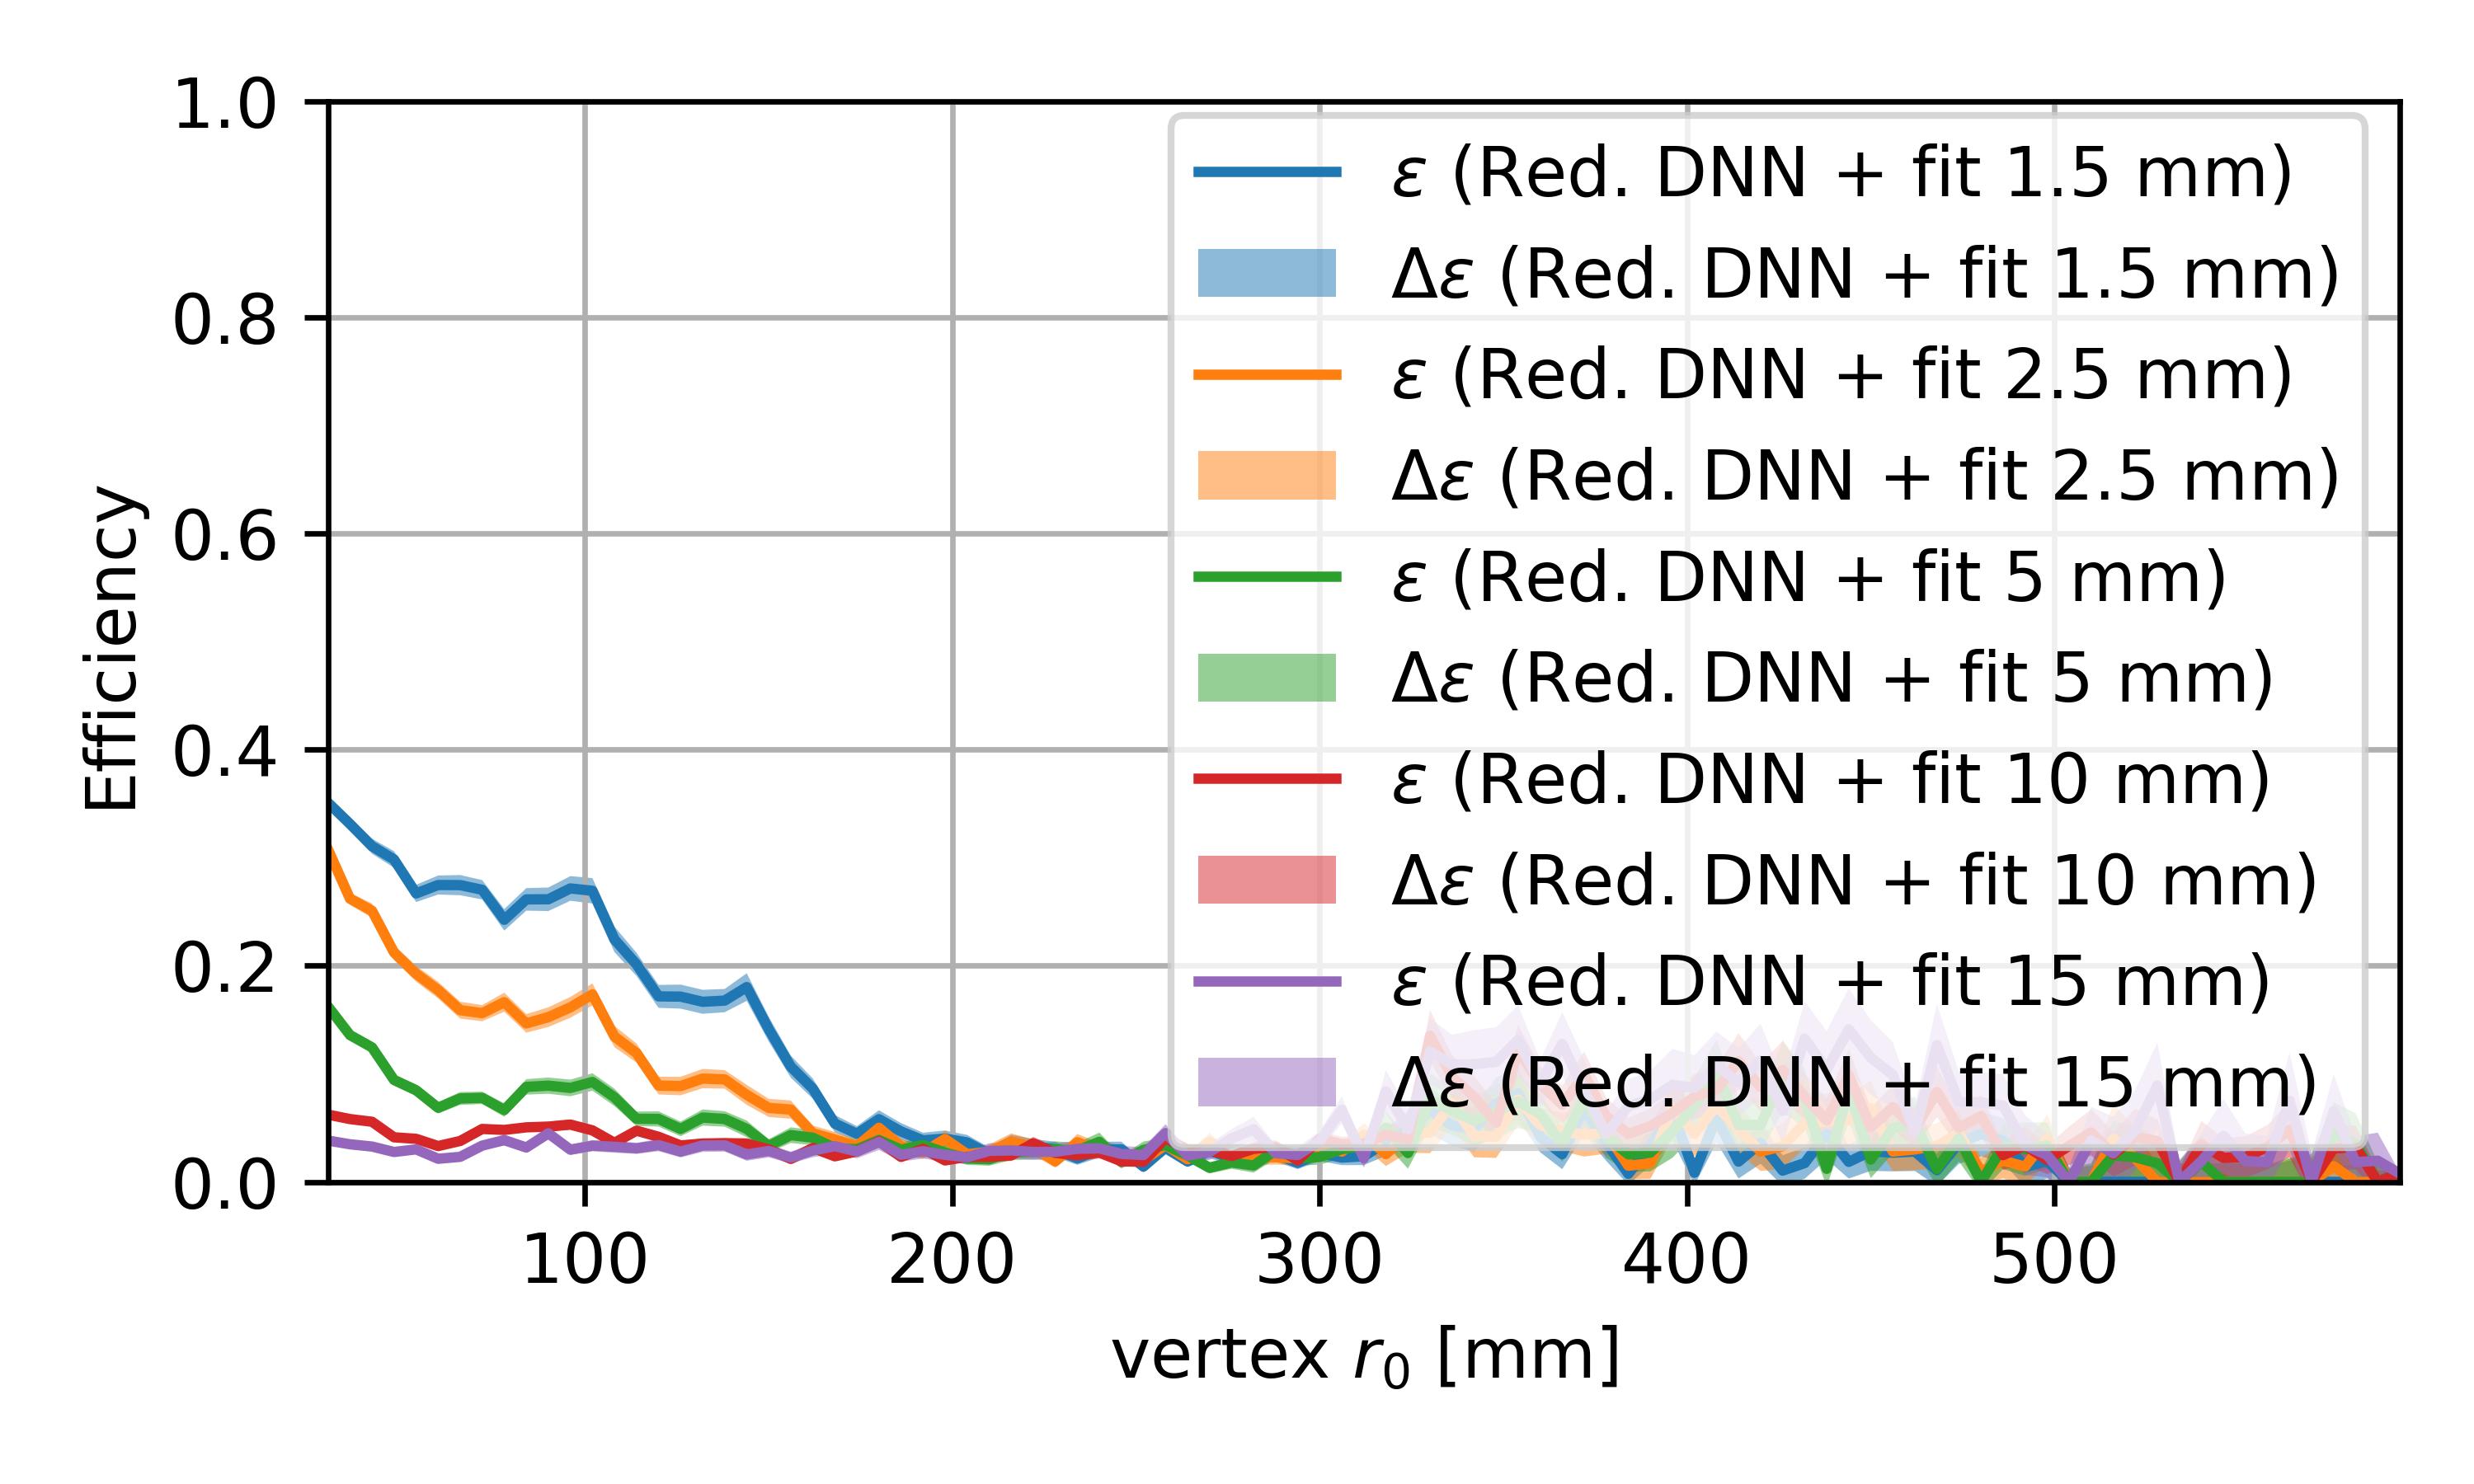 1.0
0.8
0.6
0.4
0.2
0.0
Efficiency
100
200
300
400
500
vertex r₀ [mm]
ε (Red. DNN + fit 1.5 mm)
Δε (Red. DNN + fit 1.5 mm)
ε (Red. DNN + fit 2.5 mm)
Δε (Red. DNN + fit 2.5 mm)
ε (Red. DNN + fit 5 mm)
Δε (Red. DNN + fit 5 mm)
ε (Red. DNN + fit 10 mm)
Δε (Red. DNN + fit 10 mm)
ε (Red. DNN + fit 15 mm)
Δε (Red. DNN + fit 15 mm)